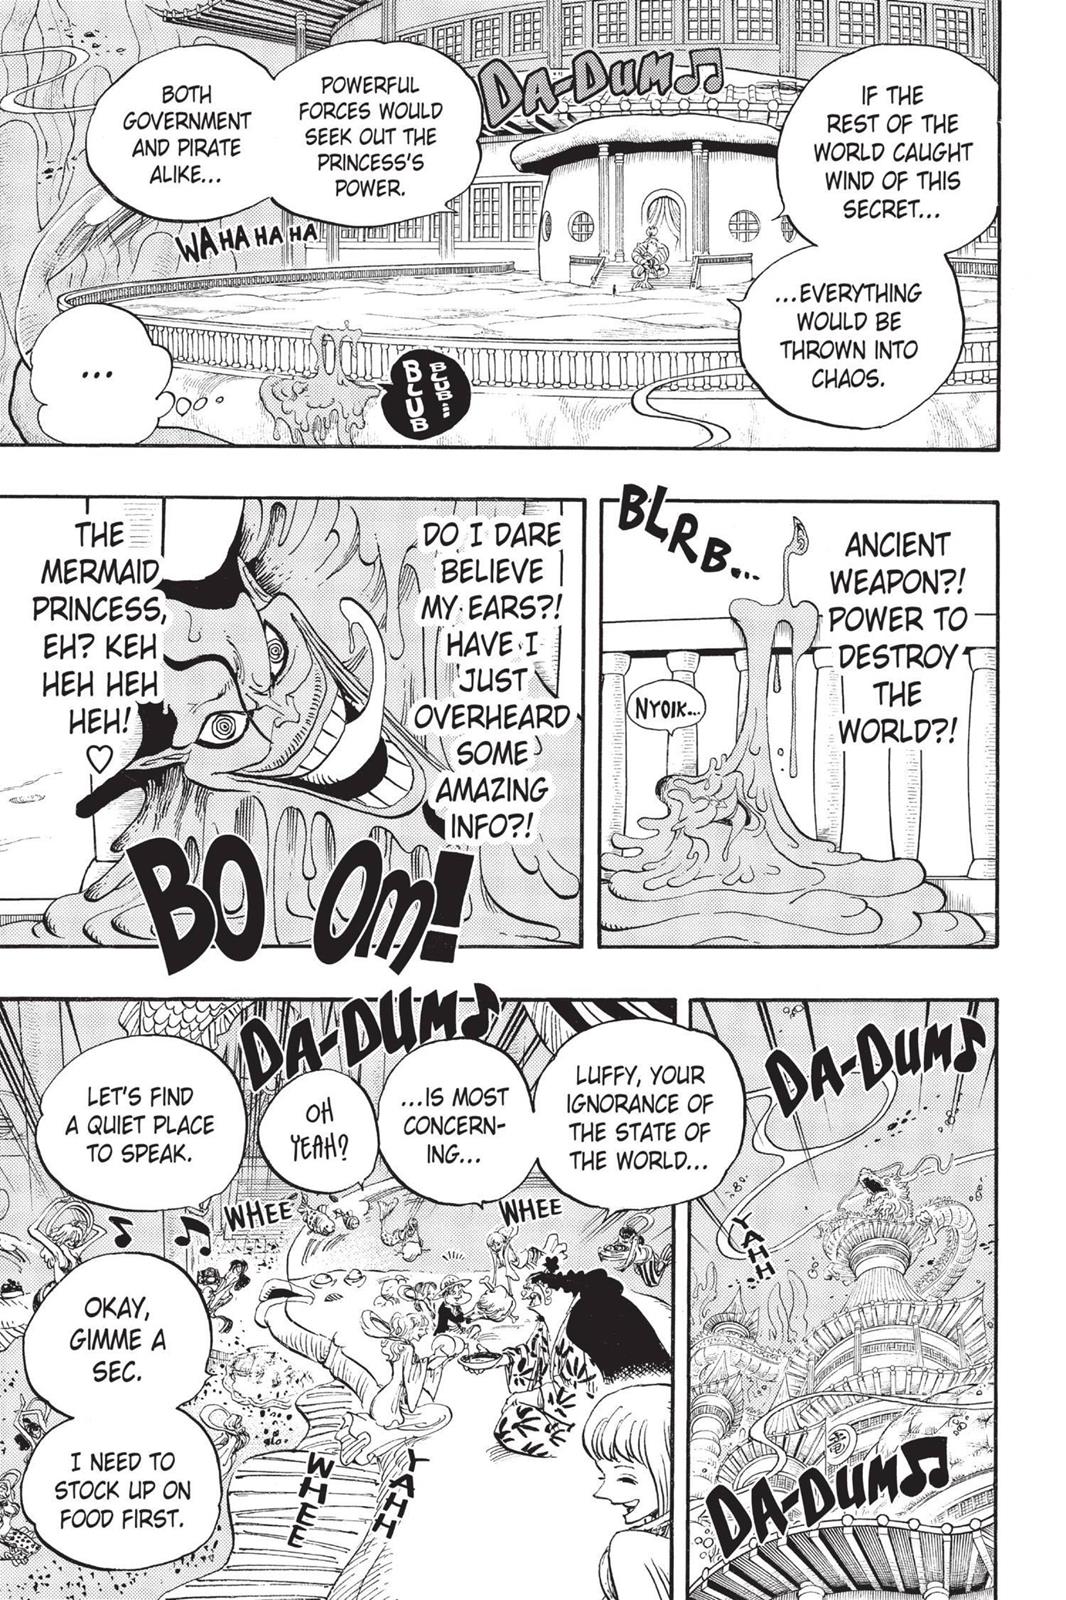 IF THE
REST OF THE
WORLD CAUGHT
WIND OF THIS
SECRET...
...EVERYTHING
WOULD BE
THROWN INTO
CHAOS.
DA-DUM♫
POWERFUL
FORCES WOULD
SEEK OUT THE
PRINCESS'S
POWER.
BOTH
GOVERNMENT
AND PIRATE
ALIKE...
WAHAHAHA
BLUB...
BLUB
...
ANCIENT
WEAPON?!
POWER TO
DESTROY
THE
WORLD?!
BLRB...
NYOIK...
DO I DARE
BELIEVE
MY EARS?!
HAVE I
JUST
OVERHEARD
SOME
AMAZING
INFO?!
THE
MERMAID
PRINCESS,
EH? KEH
HEH HEH
HEH!
♡
BOOM!
DA-DUM♪
YAHH
竜
DA-DUM♫
DA-DUM♪
LUFFY, YOUR
IGNORANCE OF
THE STATE OF
THE WORLD...
...IS MOST
CONCERN-
ING...
OH
YEAH?
LET'S FIND
A QUIET PLACE
TO SPEAK.
WHEE
WHEE
♪ ♫
OKAY,
GIMME A
SEC.
I NEED TO
STOCK UP ON
FOOD FIRST.
WHEE
YAHH